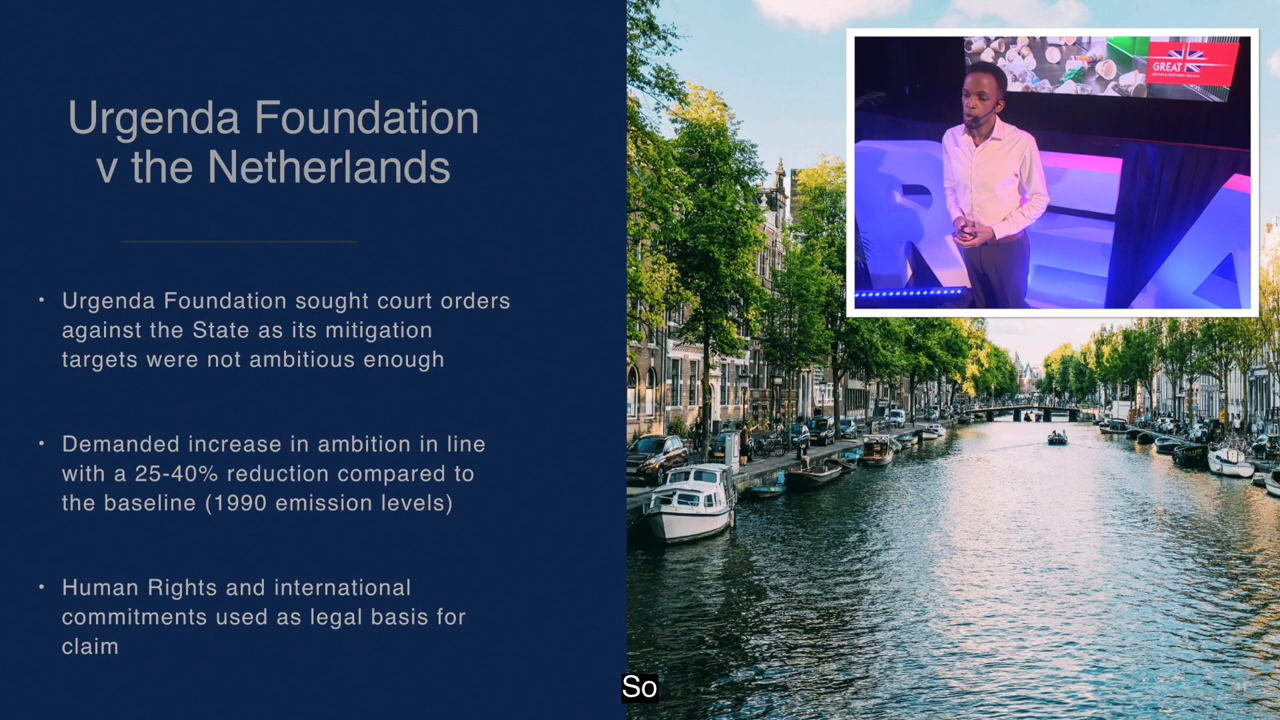 Urgenda Foundation
v the Netherlands
• Urgenda Foundation sought court orders
against the State as its mitigation
targets were not ambitious enough
• Demanded increase in ambition in line
with a 25-40% reduction compared to
the baseline (1990 emission levels)
• Human Rights and international
commitments used as legal basis for
claim
GREAT
So